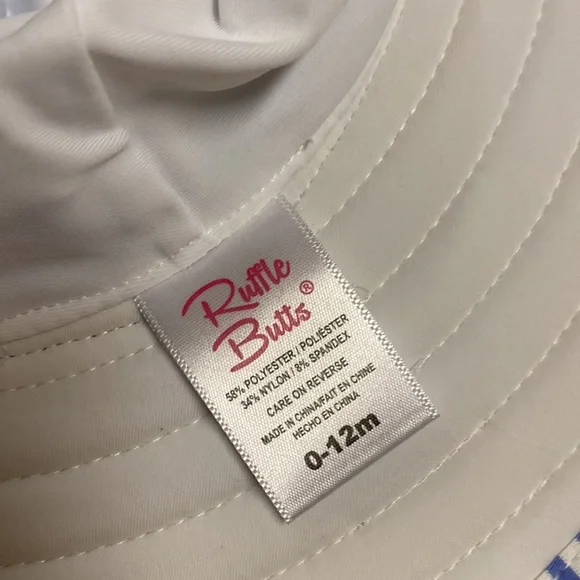 Ruffle
Butts®
58% POLYESTER / POLIÉSTER
34% NYLON / 8% SPANDEX
CARE ON REVERSE
MADE IN CHINA/FAIT EN CHINE
HECHO EN CHINA
0-12m